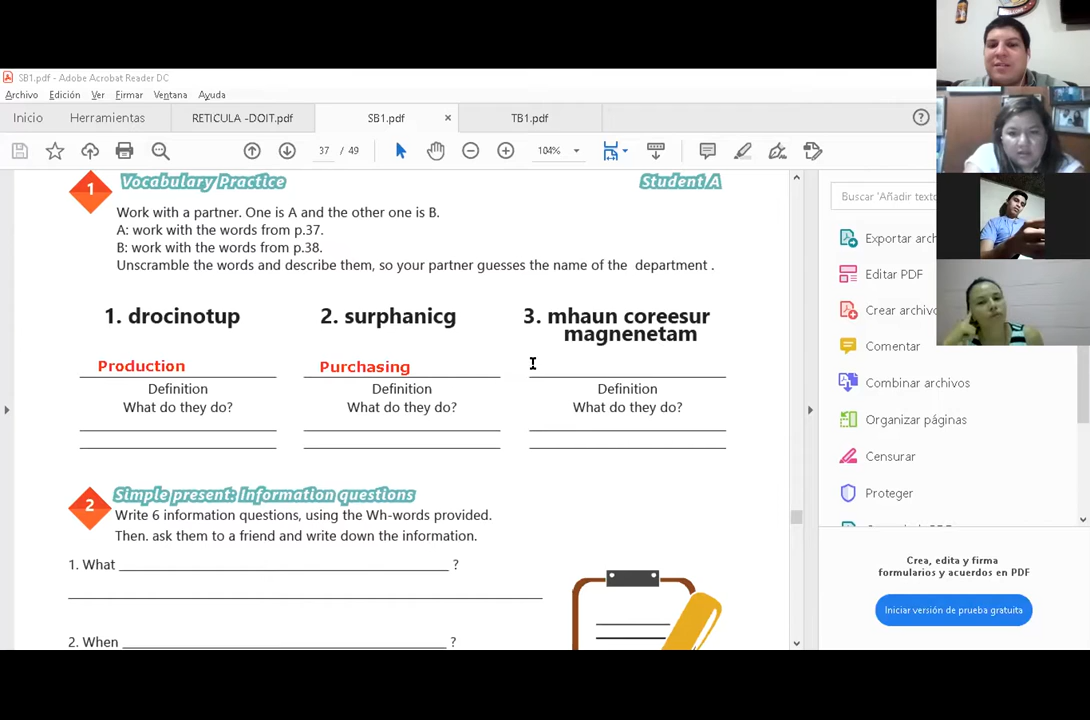 SB1.pdf - Adobe Acrobat Reader DC
Archivo Edición Ver Firmar Ventana Ayuda
Inicio Herramientas RETICULA -DOIT.pdf SB1.pdf × TB1.pdf
37 / 49 104%
1 Vocabulary Practice Student A
Work with a partner. One is A and the other one is B.
A: work with the words from p.37.
B: work with the words from p.38.
Unscramble the words and describe them, so your partner guesses the name of the department .
1. drocinotup 2. surphanicg 3. mhaun coreesur
magnenetam
Production Purchasing
Definition Definition Definition
What do they do? What do they do? What do they do?
2 Simple present: Information questions
Write 6 information questions, using the Wh-words provided.
Then. ask them to a friend and write down the information.
1. What ?
2. When ?
Buscar 'Añadir texto
Exportar arch
Editar PDF
Crear archivo
Comentar
Combinar archivos
Organizar páginas
Censurar
Proteger
Crea, edita y firma
formularios y acuerdos en PDF
Iniciar versión de prueba gratuita